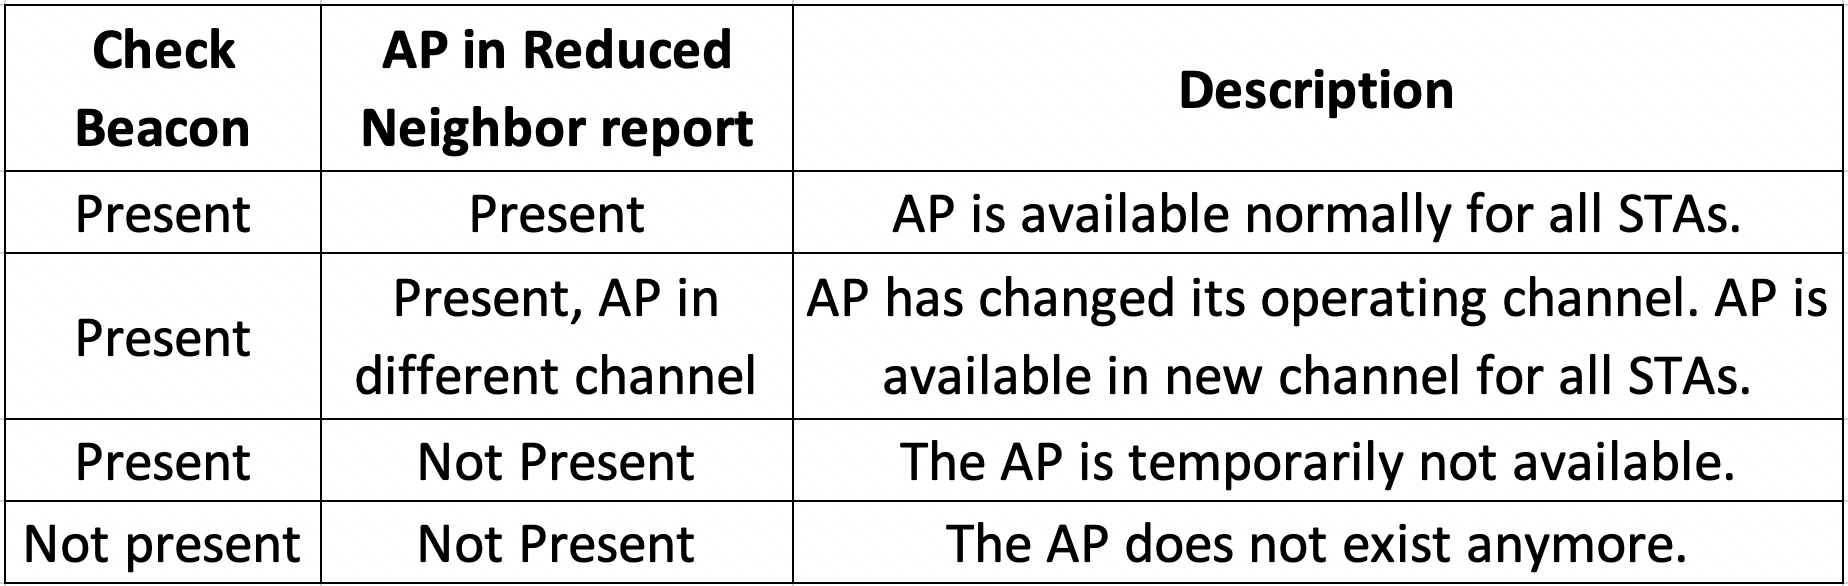 Check
Beacon
AP in Reduced
Neighbor report
Description
Present
Present
AP is available normally for all STAs.
Present
Present, AP in
different channel
AP has changed its operating channel. AP is
available in new channel for all STAs.
Present
Not Present
The AP is temporarily not available.
Not present
Not Present
The AP does not exist anymore.